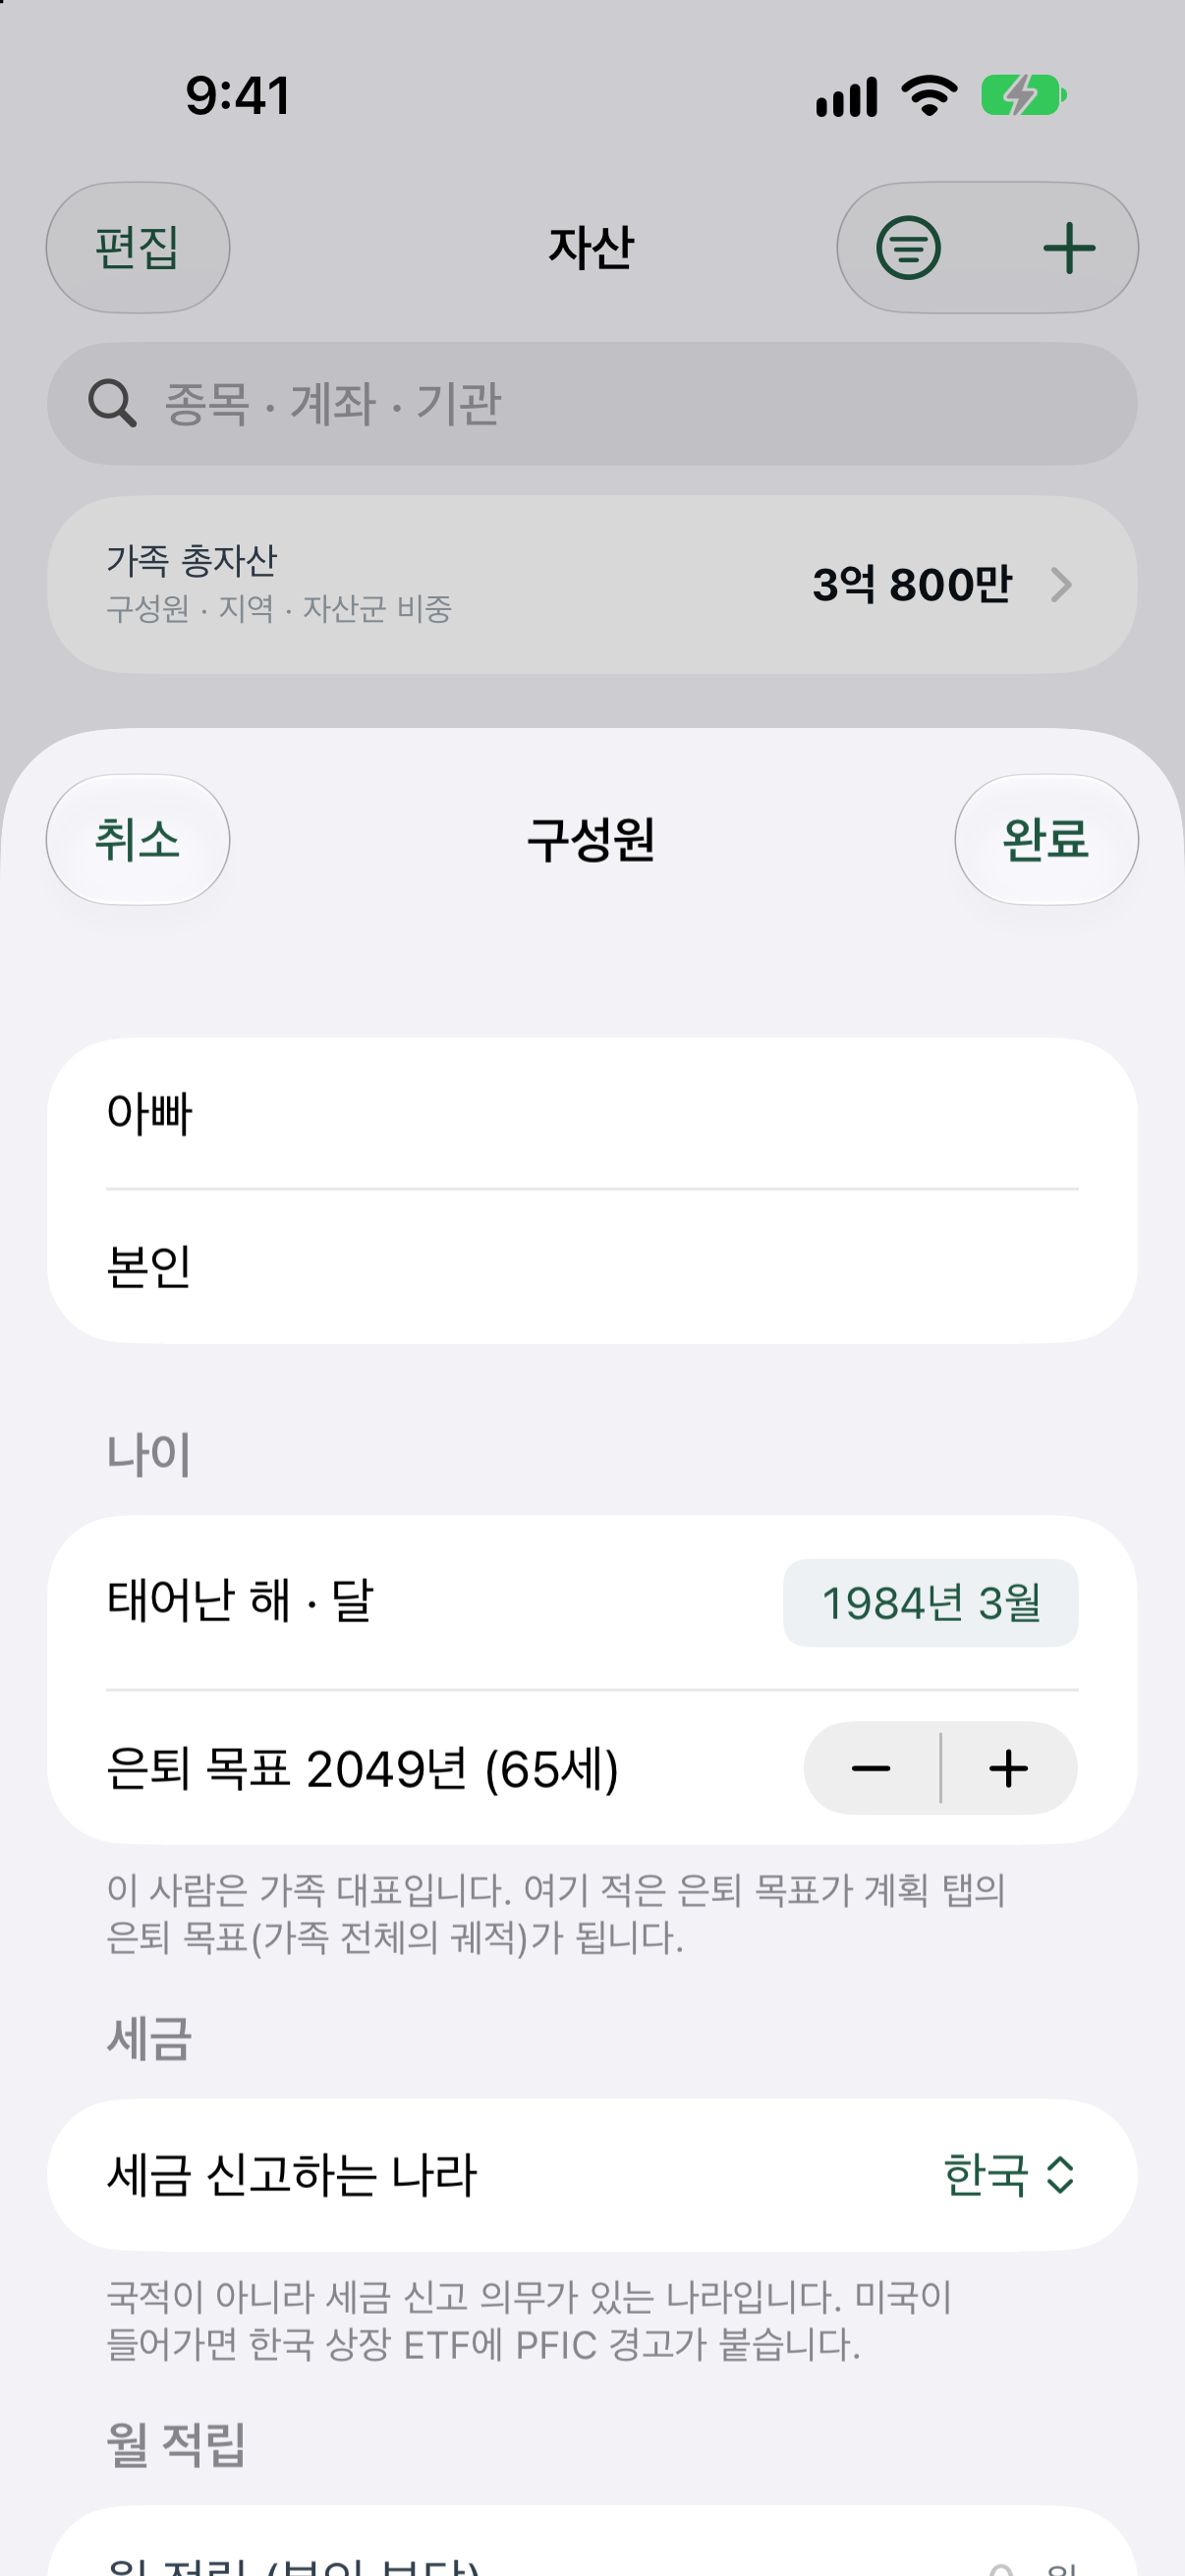 9:41
편집
자산
종목 · 계좌 · 기관
가족 총자산
구성원 · 지역 · 자산군 비중
3억 800만
취소
구성원
완료
아빠
본인
나이
태어난 해 · 달
1984년 3월
은퇴 목표 2049년 (65세)
이 사람은 가족 대표입니다. 여기 적은 은퇴 목표가 계획 탭의
은퇴 목표(가족 전체의 궤적)가 됩니다.
세금
세금 신고하는 나라
한국
국적이 아니라 세금 신고 의무가 있는 나라입니다. 미국이
들어가면 한국 상장 ETF에 PFIC 경고가 붙습니다.
월 적립
월 적립 (본인 부담)